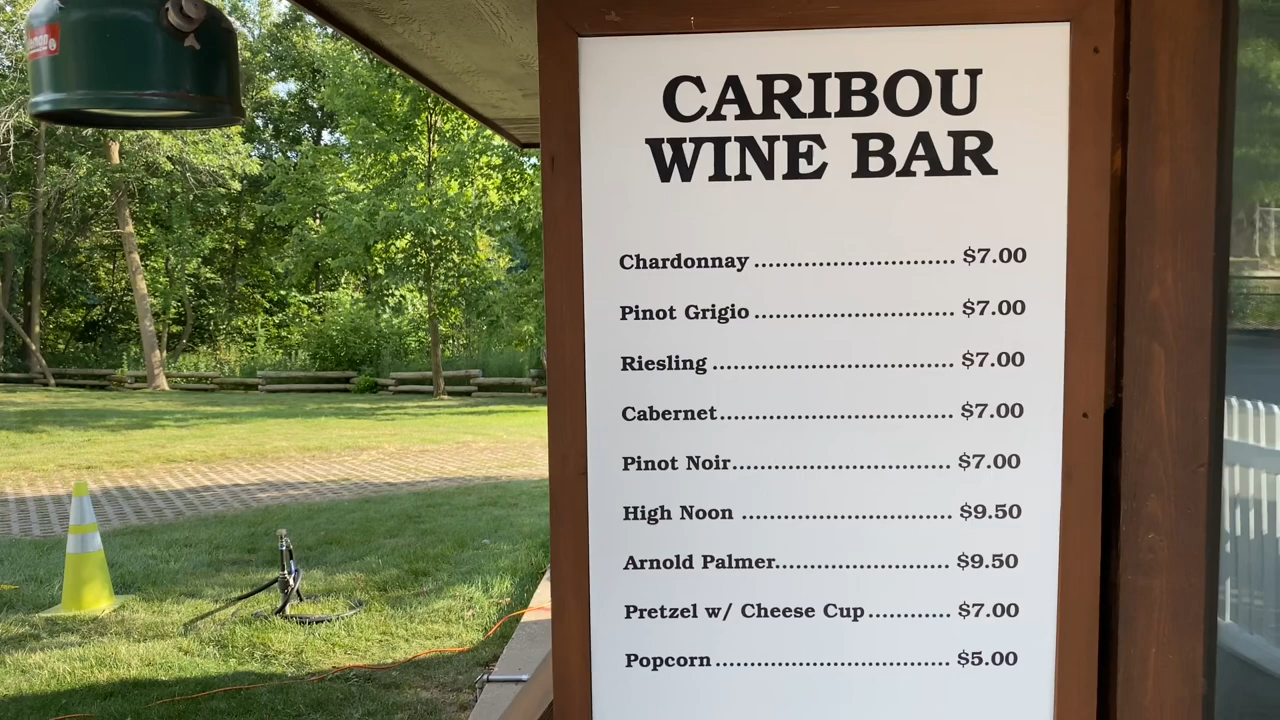 CARIBOU
WINE BAR
Chardonnay ............................. $7.00
Pinot Grigio ............................. $7.00
Riesling ................................... $7.00
Cabernet.................................. $7.00
Pinot Noir................................ $7.00
High Noon ............................... $9.50
Arnold Palmer......................... $9.50
Pretzel w/ Cheese Cup............ $7.00
Popcorn .................................. $5.00